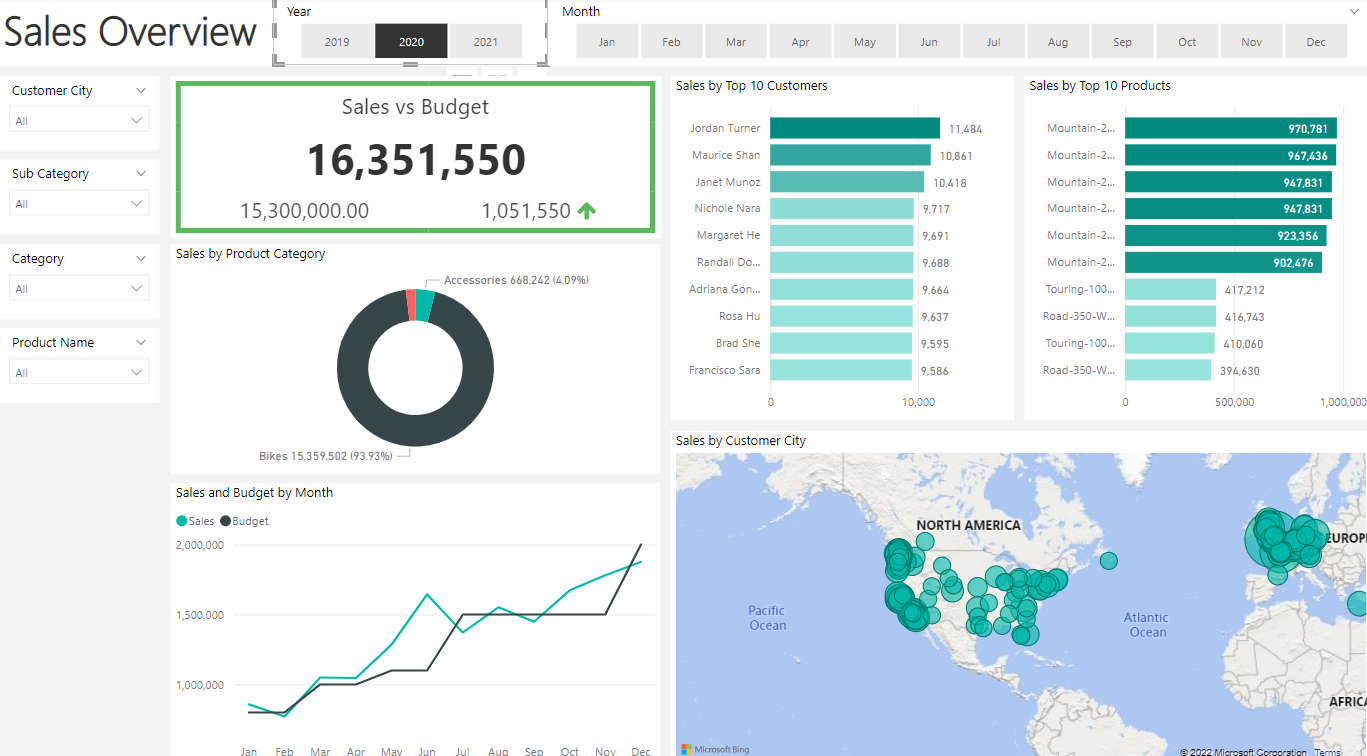 Sales Overview
Year
2019
2020
2021
Month
Jan
Feb
Mar
Apr
May
Jun
Jul
Aug
Sep
Oct
Nov
Dec
Customer City
All
Sub Category
All
Category
All
Product Name
All
Sales vs Budget
16,351,550
15,300,000.00
1,051,550
Sales by Product Category
Accessories 668,242 (4.09%)
Bikes 15,359,502 (93.93%)
Sales and Budget by Month
Sales
Budget
2,000,000
1,500,000
1,000,000
Jan
Feb
Mar
Apr
May
Jun
Jul
Aug
Sep
Oct
Nov
Dec
Sales by Top 10 Customers
Jordan Turner 11,484
Maurice Shan 10,861
Janet Munoz 10,418
Nichole Nara 9,717
Margaret He 9,691
Randall Do... 9,688
Adriana Gon... 9,664
Rosa Hu 9,637
Brad She 9,595
Francisco Sara 9,586
0
10,000
Sales by Top 10 Products
Mountain-2... 970,781
Mountain-2... 967,436
Mountain-2... 947,831
Mountain-2... 947,831
Mountain-2... 923,356
Mountain-2... 902,476
Touring-100... 417,212
Road-350-W... 416,743
Touring-100... 410,060
Road-350-W... 394,630
0
500,000
1,000,000
Sales by Customer City
NORTH AMERICA
EUROP
Pacific
Ocean
Atlantic
Ocean
AFRIC
Microsoft Bing
© 2022 Microsoft Corporation Terms